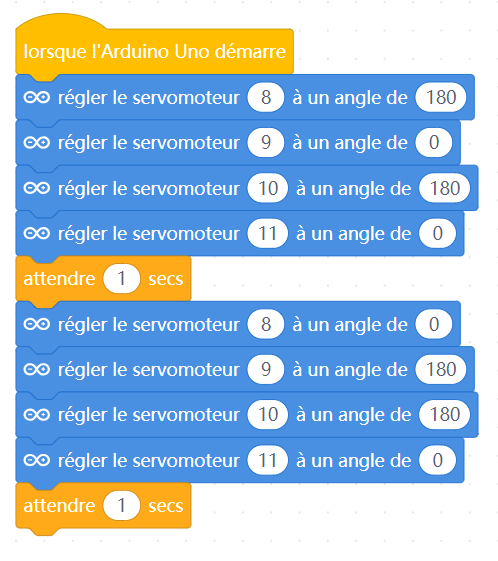 lorsque l'Arduino Uno démarre
régler le servomoteur 8 à un angle de 180
régler le servomoteur 9 à un angle de 0
régler le servomoteur 10 à un angle de 180
régler le servomoteur 11 à un angle de 0
attendre 1 secs
régler le servomoteur 8 à un angle de 0
régler le servomoteur 9 à un angle de 180
régler le servomoteur 10 à un angle de 180
régler le servomoteur 11 à un angle de 0
attendre 1 secs